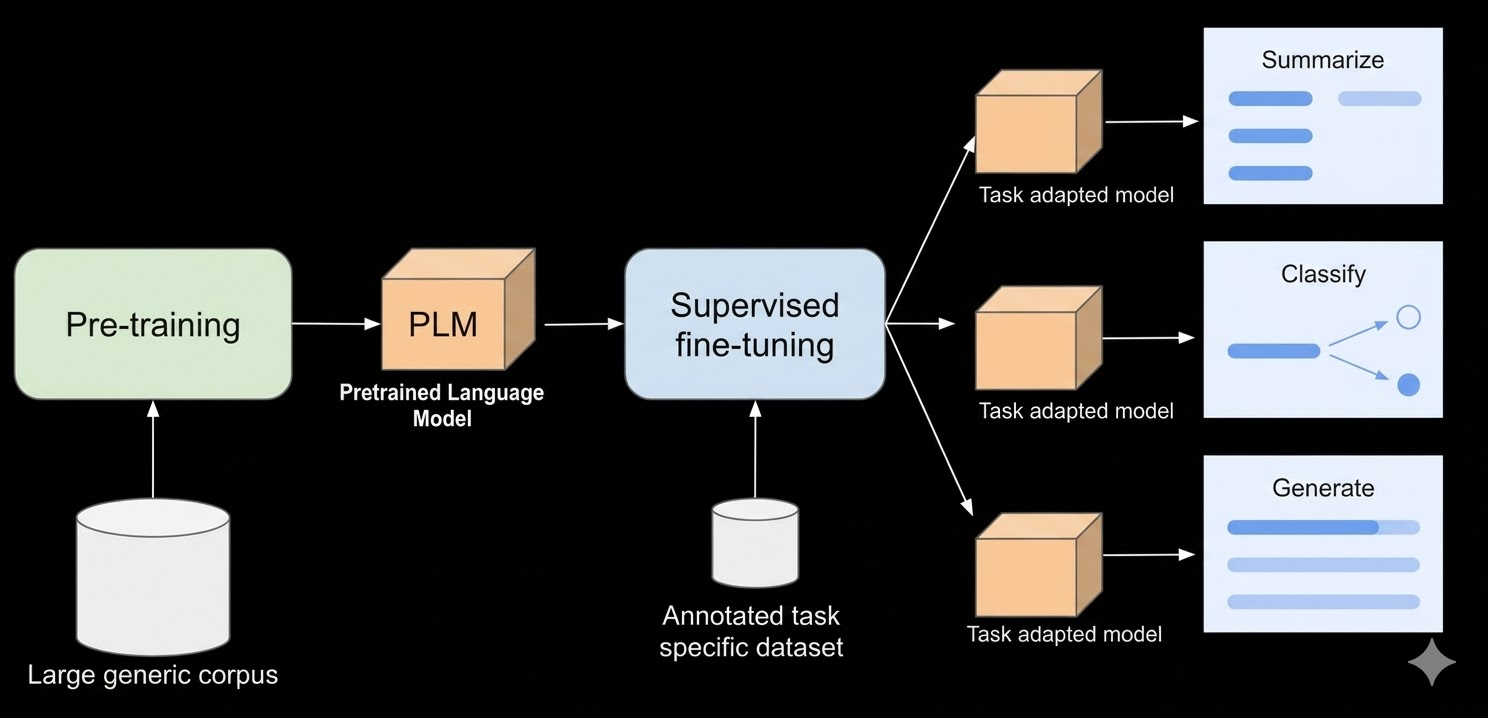 Pre-training
Large generic corpus
PLM
Pretrained Language
Model
Supervised
fine-tuning
Annotated task
specific dataset
Task adapted model
Summarize
Task adapted model
Classify
Task adapted model
Generate